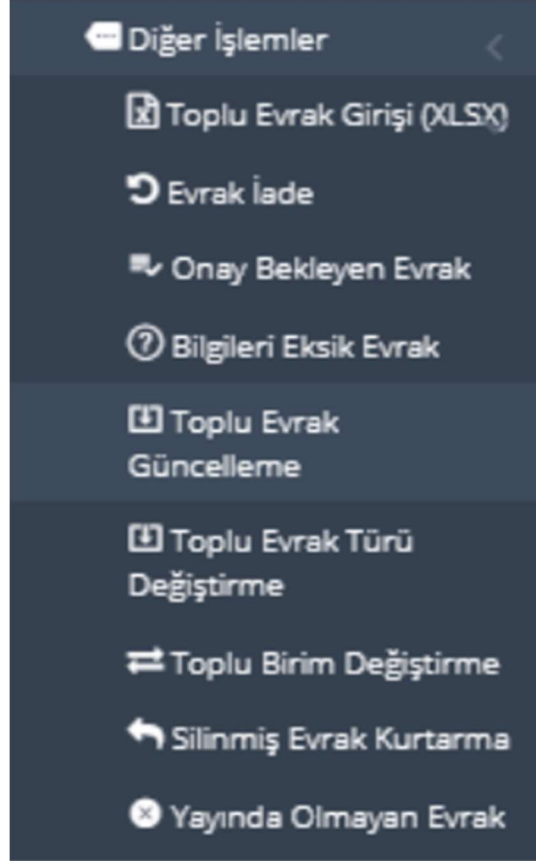 Diğer İşlemler
Toplu Evrak Girişi (XLSX)
Evrak İade
Onay Bekleyen Evrak
Bilgileri Eksik Evrak
Toplu Evrak
Güncelleme
Toplu Evrak Türü
Değiştirme
Toplu Birim Değiştirme
Silinmiş Evrak Kurtarma
Yayında Olmayan Evrak